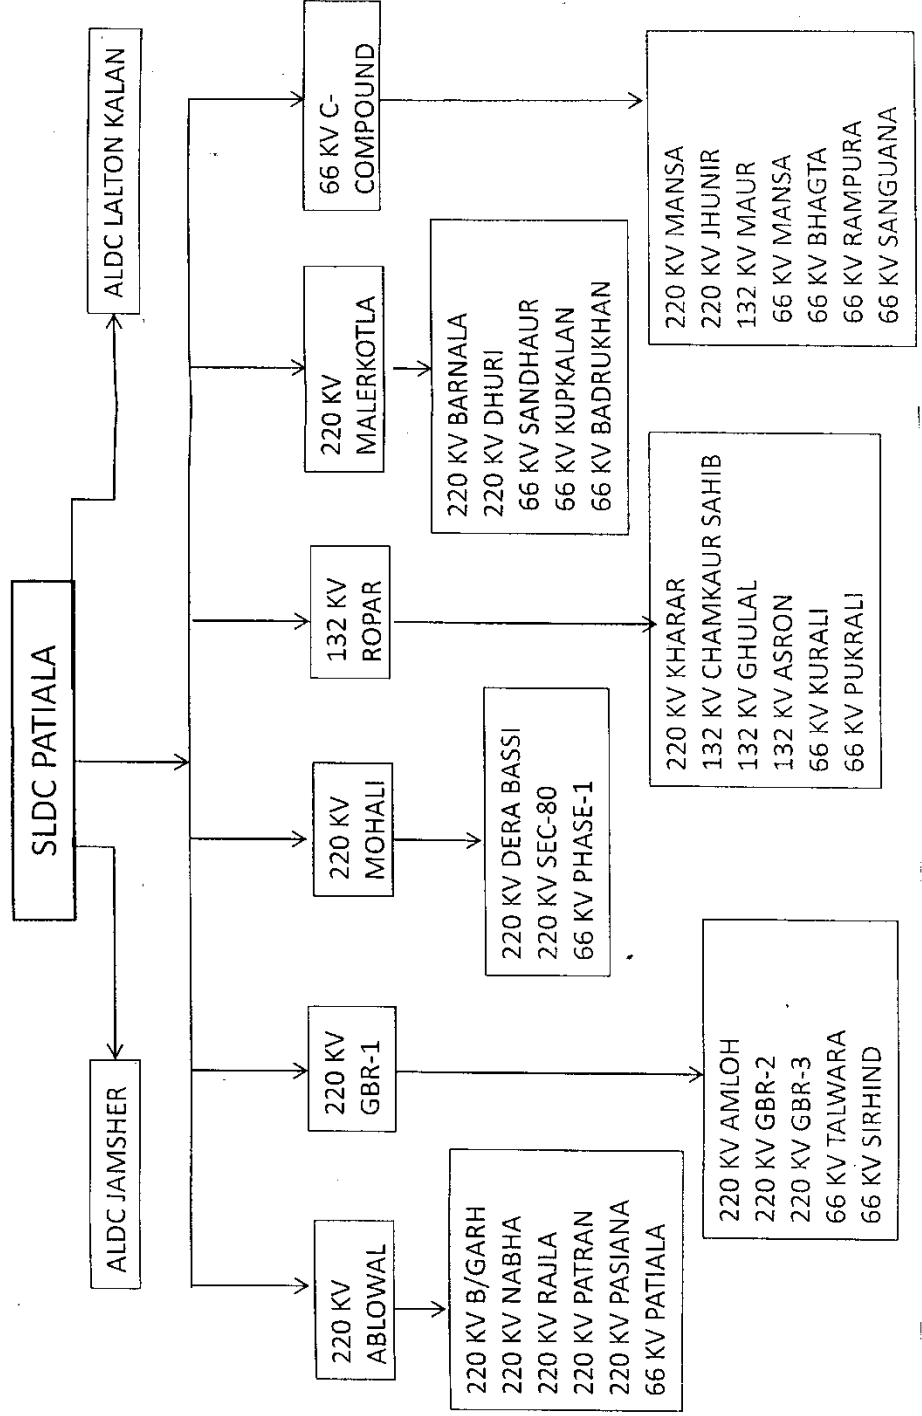 SLDC PATIALA
ALDC JAMSHER
ALDC LALTON KALAN
220 KV
ABLOWAL
220 KV
GBR-1
220 KV
MOHALI
132 KV
ROPAR
220 KV
MALERKOTLA
66 KV C-
COMPOUND
220 KV B/GARH
220 KV NABHA
220 KV RAJLA
220 KV PATRAN
220 KV PASIANA
66 KV PATIALA
220 KV AMLOH
220 KV GBR-2
220 KV GBR-3
66 KV TALWARA
66 KV SIRHIND
220 KV DERA BASSI
220 KV SEC-80
66 KV PHASE-1
220 KV KHARAR
132 KV CHAMKAUR SAHIB
132 KV GHULAL
132 KV ASRON
66 KV KURALI
66 KV PUKRALI
220 KV BARNALA
220 KV DHURI
66 KV SANDHAUR
66 KV KUPKALAN
66 KV BADRUKHAN
220 KV MANSA
220 KV JHUNIR
132 KV MAUR
66 KV MANSA
66 KV BHAGTA
66 KV RAMPURA
66 KV SANGUANA